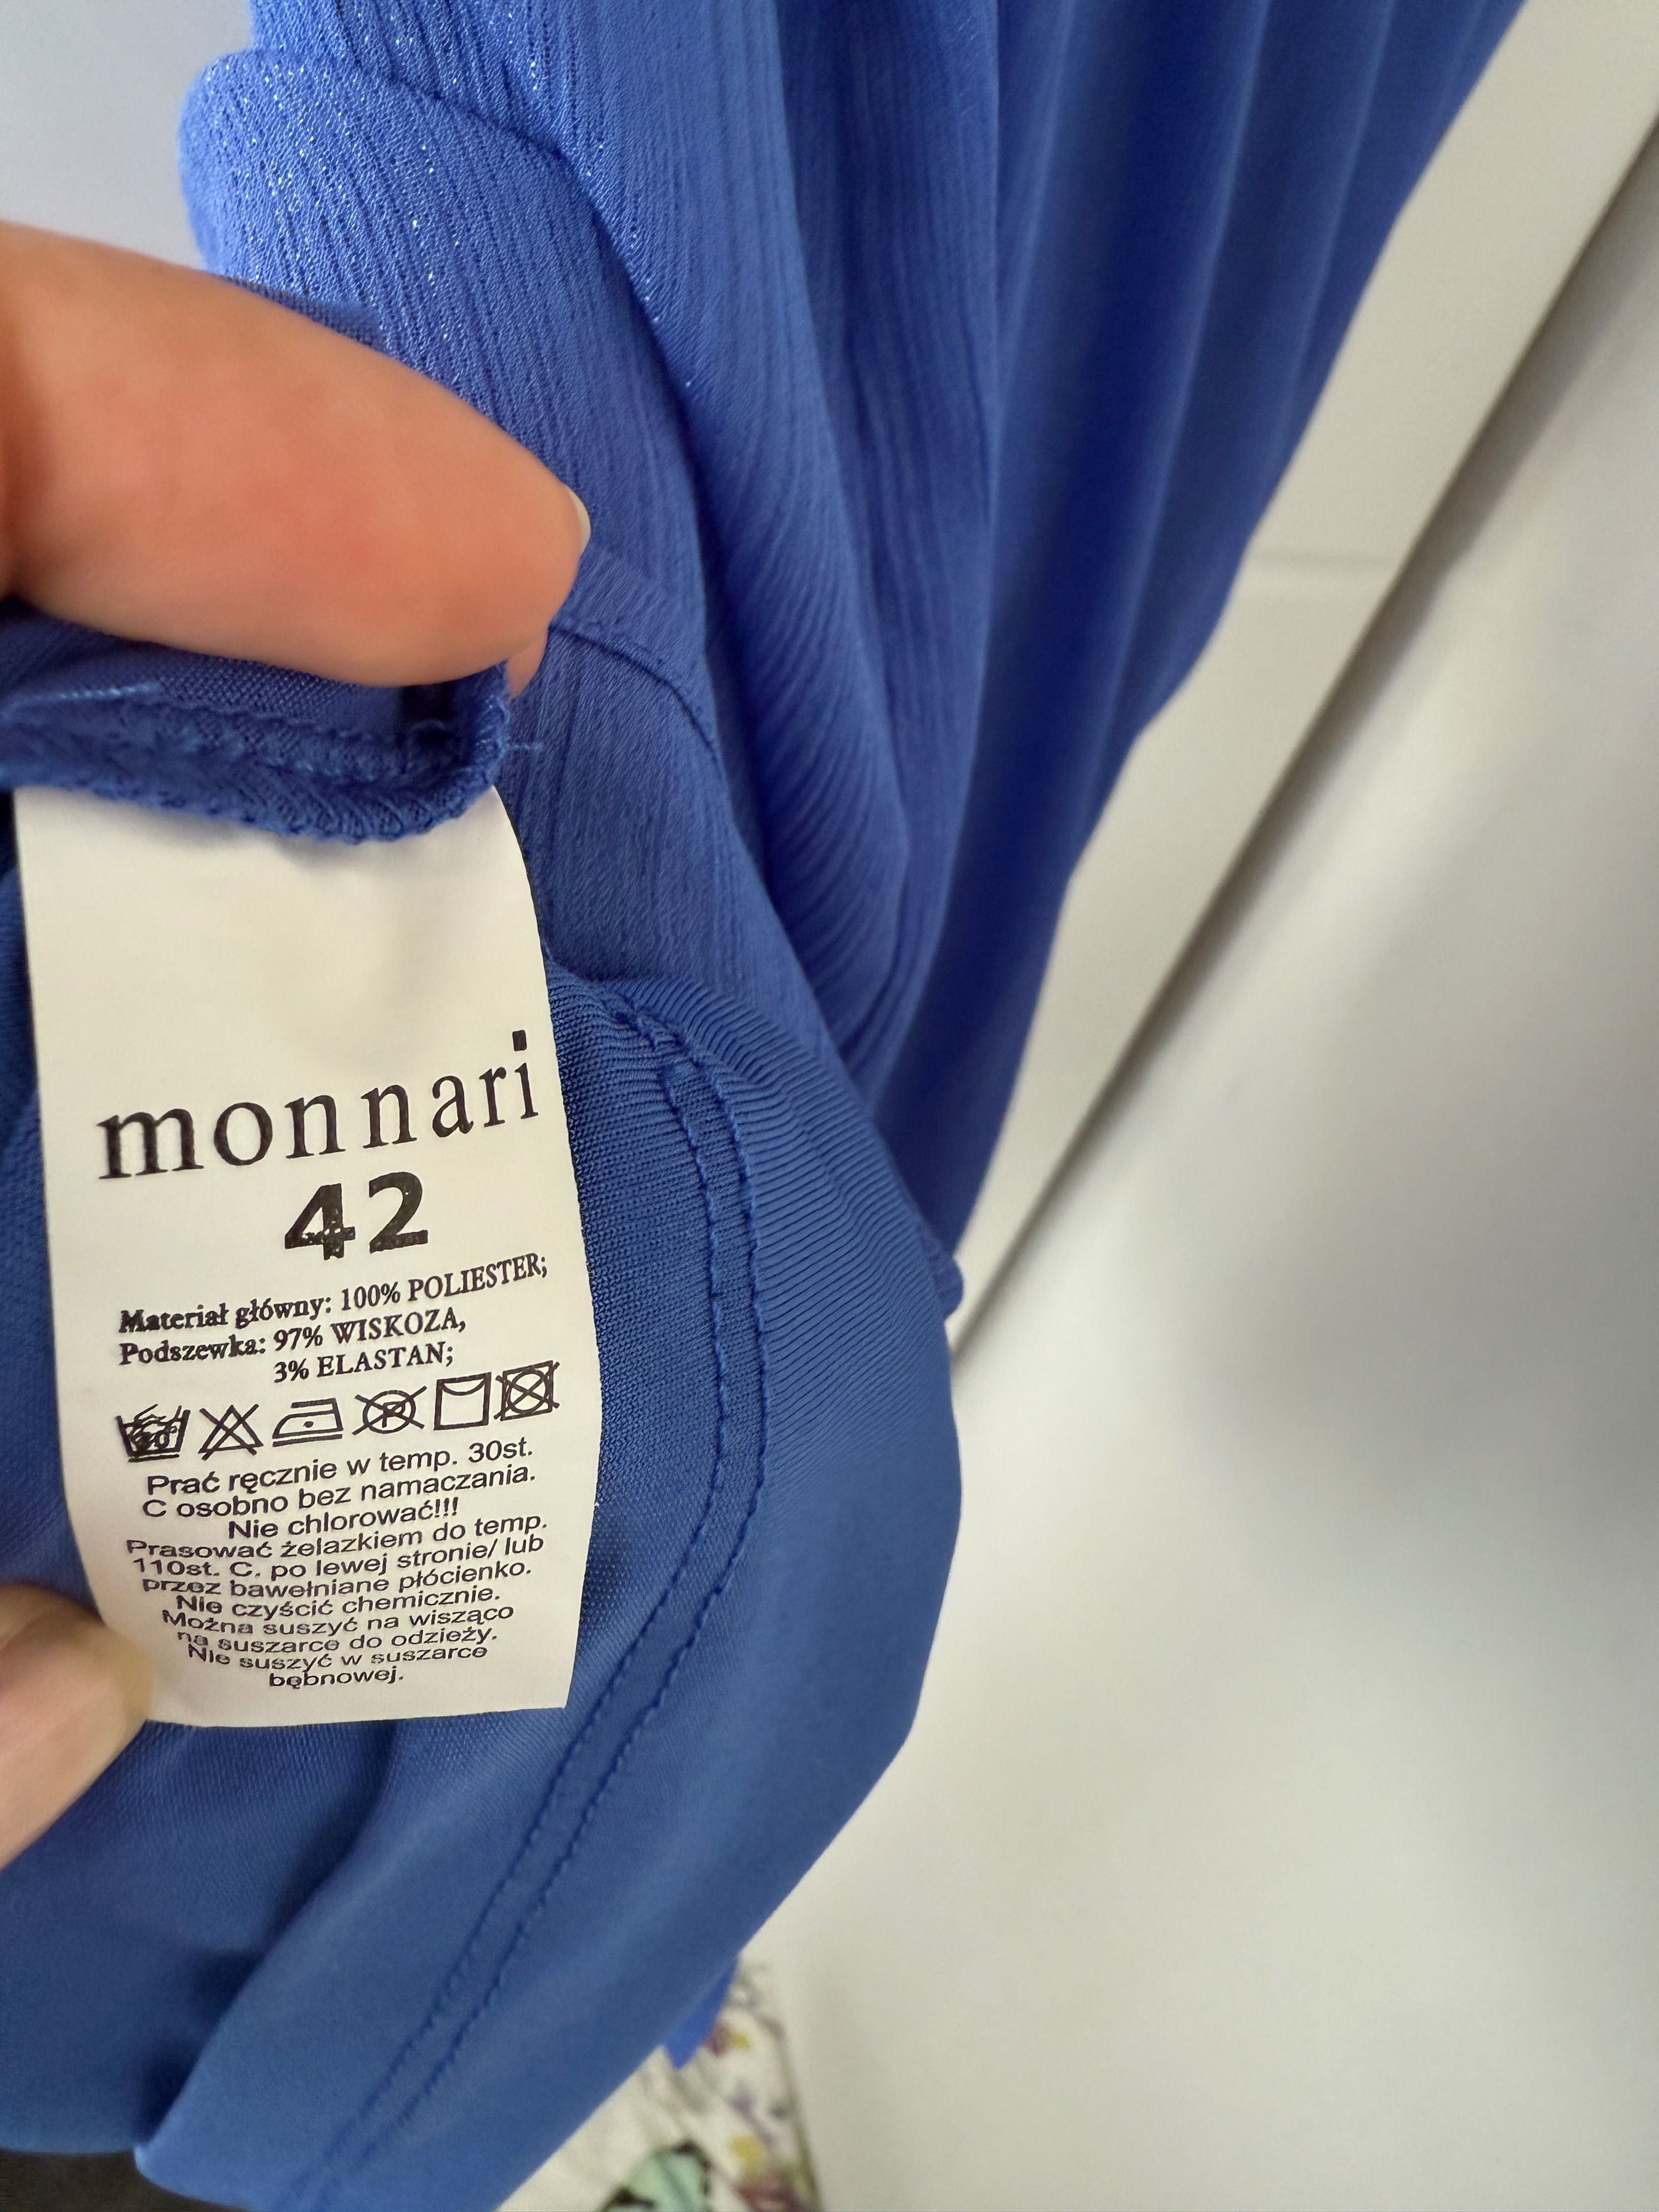 monnari
42
Materiał główny: 100% POLIESTER;
Podszewka: 97% WISKOZA,
3% ELASTAN;
P
Prać ręcznie w temp. 30st.
C osobno bez namaczania.
Nie chlorować!!!
Prasować żelazkiem do temp.
110st. C. po lewej stronie/ lub
przez bawełniane płócienko.
Nie czyścić chemicznie.
Można suszyć na wisząco
na suszarce do odzieży.
Nie suszyć w suszarce
bębnowej.